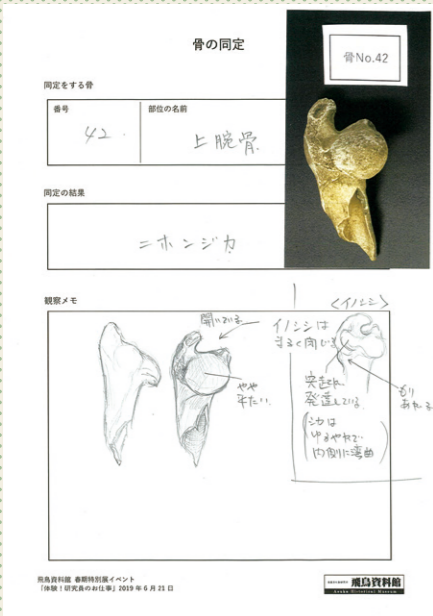 骨の同定
骨No.42
同定をする骨
番号
部位の名前
42.
上腕骨
同定の結果
ニホンジカ
観察メモ
<イノシシ>
開いている
イノシシは
まるく閉じる
やや
平たい
突起が
発達している
もり
あがる
シカは
ゆるやかで
内側に湾曲
飛鳥資料館 春期特別展イベント
「体験!研究員のお仕事」2019年6月21日
飛鳥資料館
Asuka Historical Museum